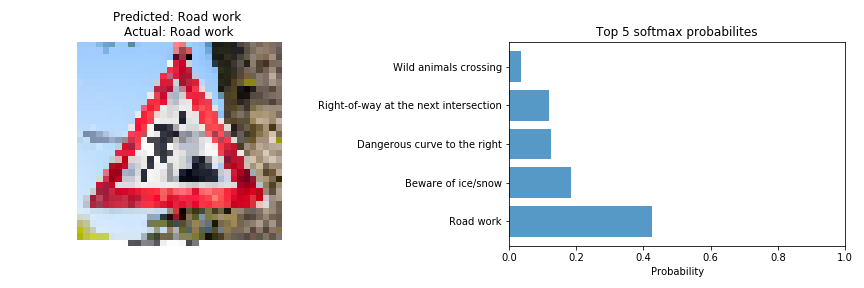 Predicted: Road work
Actual: Road work
Top 5 softmax probabilites
Wild animals crossing
Right-of-way at the next intersection
Dangerous curve to the right
Beware of ice/snow
Road work
0.0 0.2 0.4 0.6 0.8 1.0
Probability